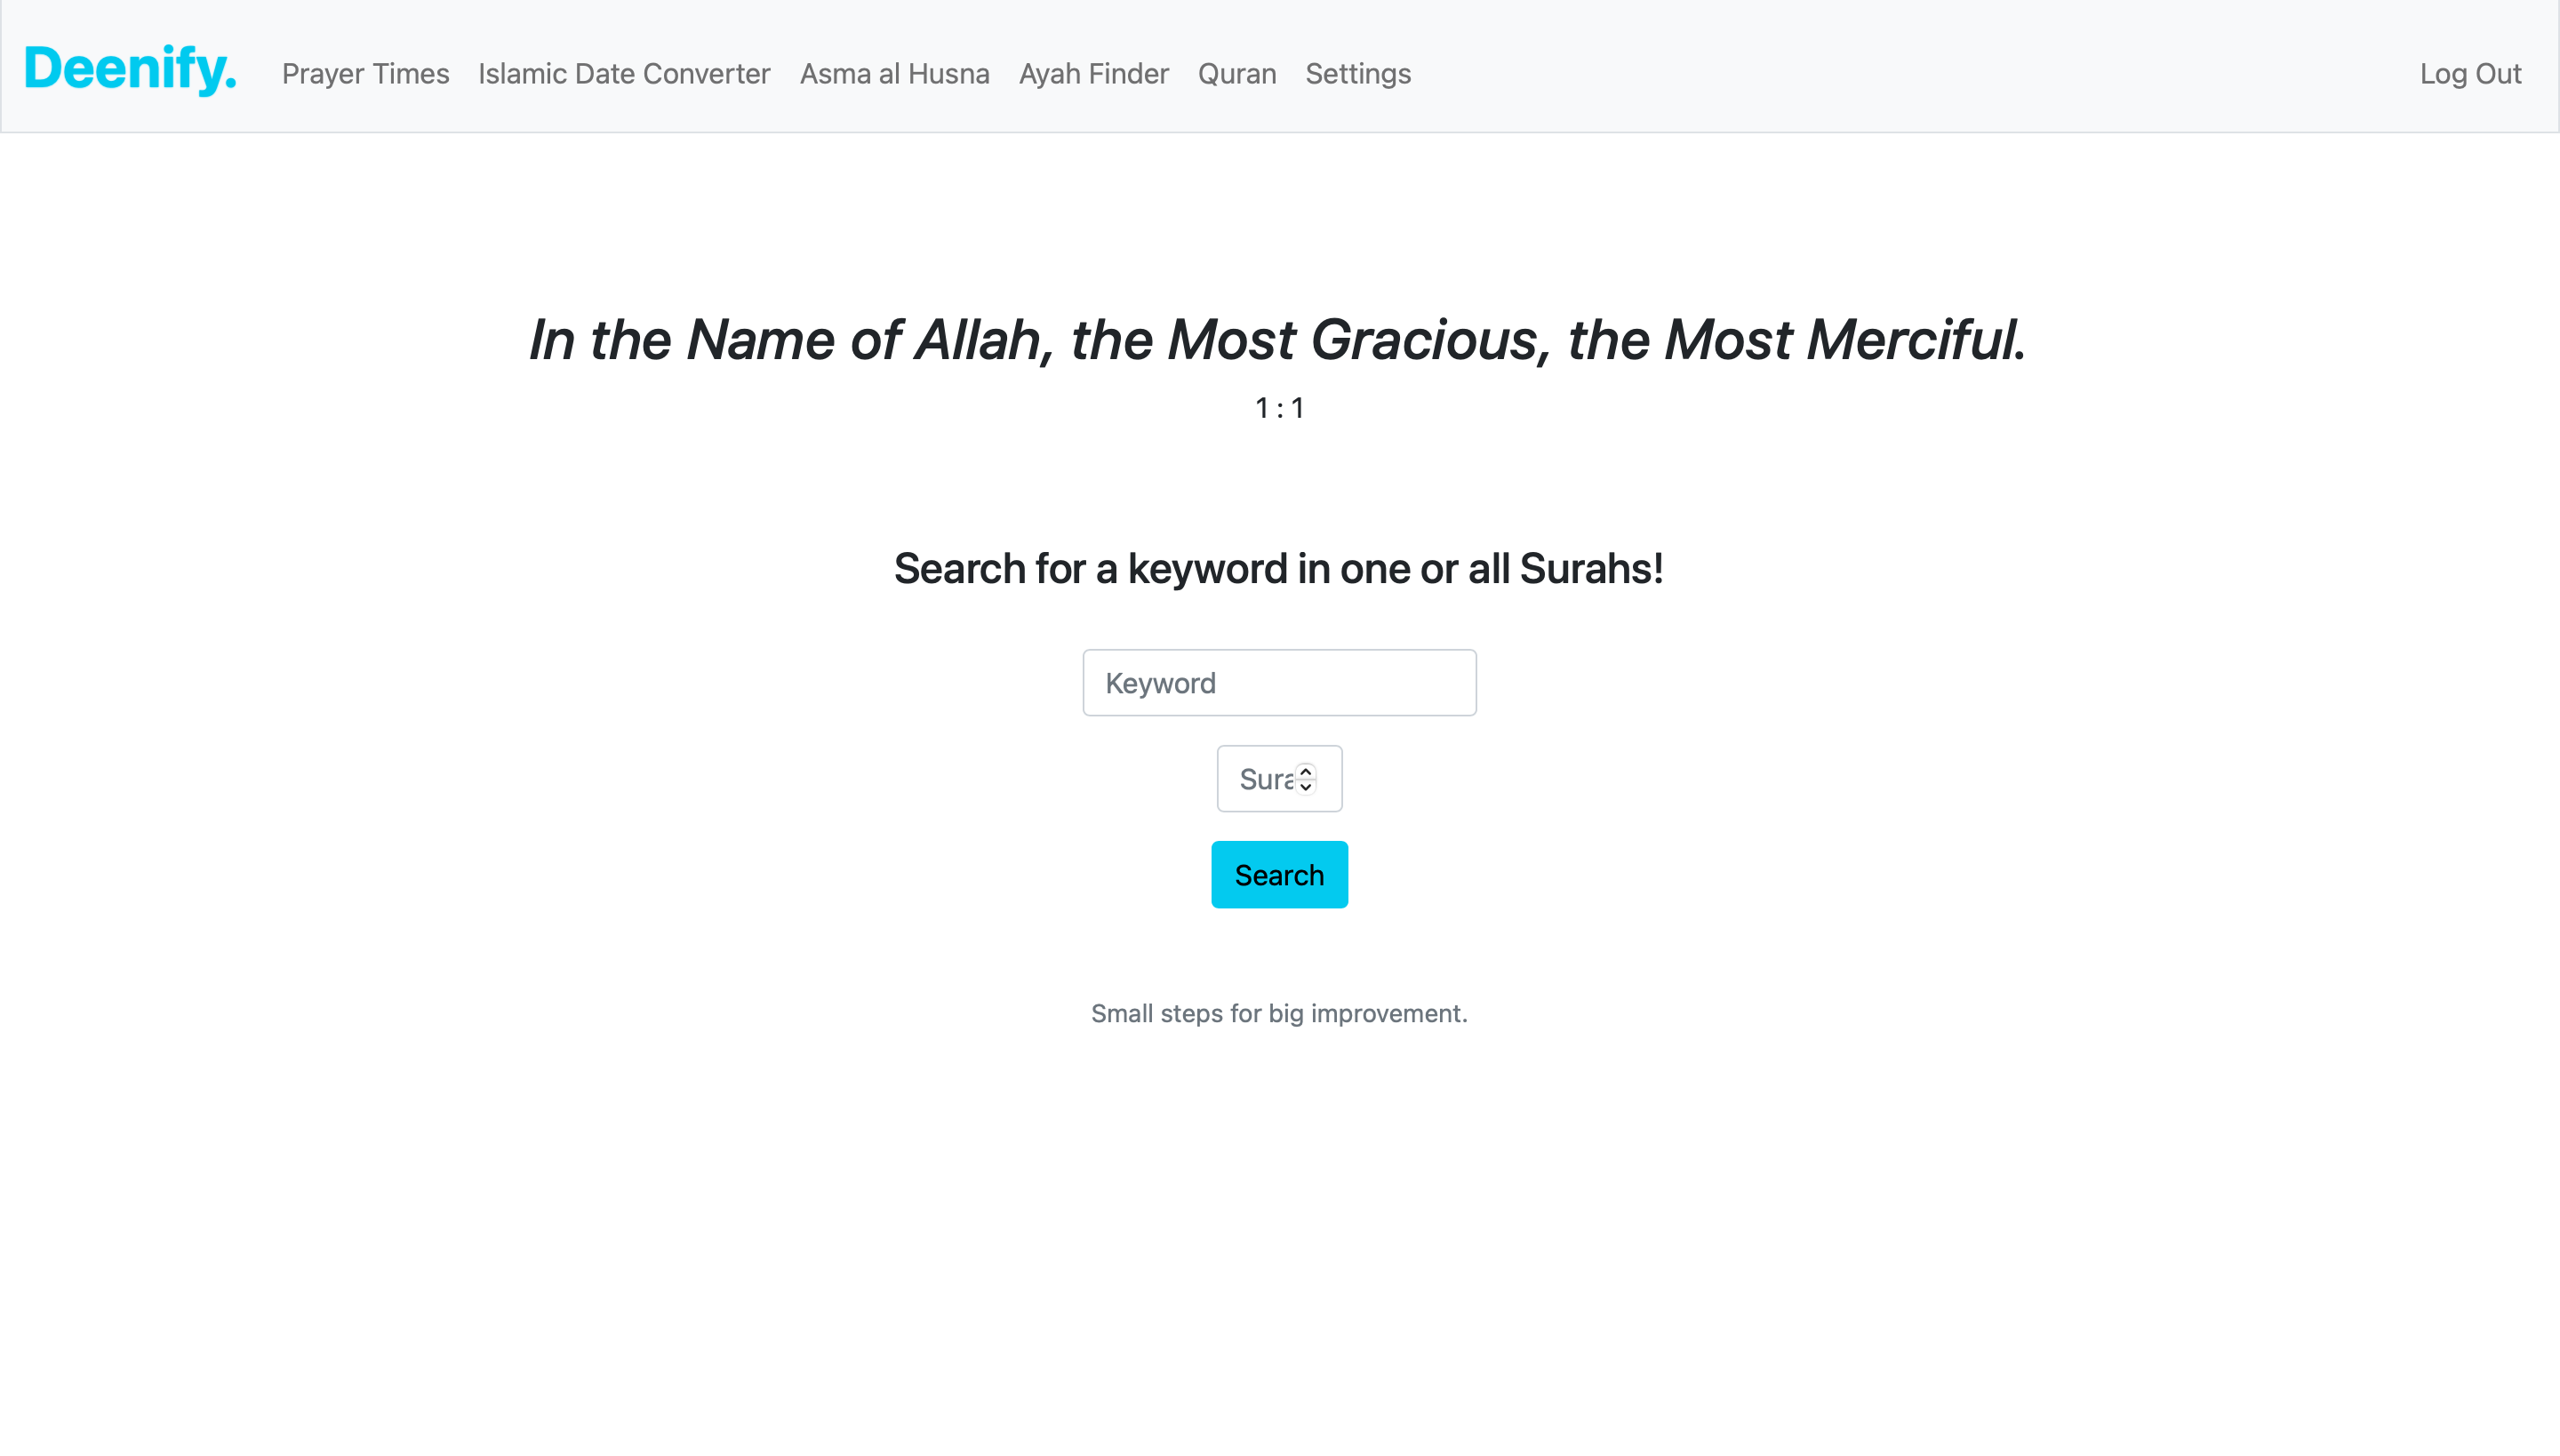 Deenify. Prayer Times Islamic Date Converter Asma al Husna Ayah Finder Quran Settings Log Out
In the Name of Allah, the Most Gracious, the Most Merciful.
1 : 1
Search for a keyword in one or all Surahs!
Keyword
Sura
Search
Small steps for big improvement.